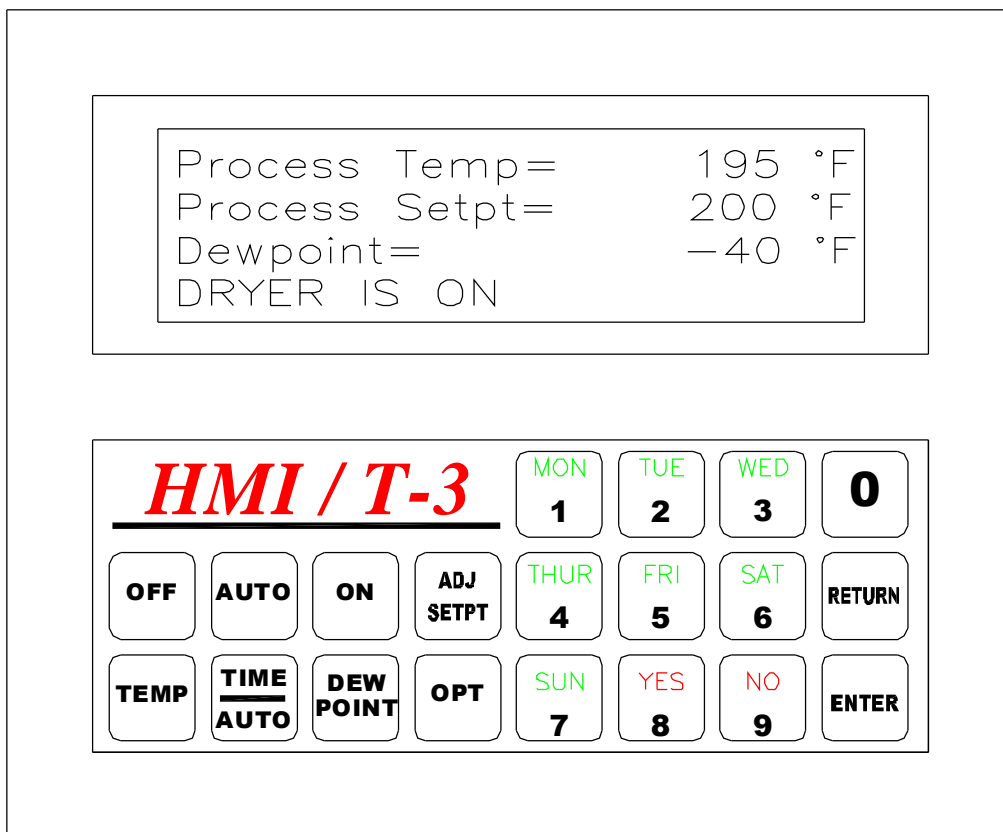 Process Temp= 195 °F
Process Setpt= 200 °F
Dewpoint= -40 °F
DRYER IS ON
HMI / T-3
MON
1
TUE
2
WED
3
0
OFF
AUTO
ON
ADJ
SETPT
THUR
4
FRI
5
SAT
6
RETURN
TEMP
TIME
AUTO
DEW
POINT
OPT
SUN
7
YES
8
NO
9
ENTER